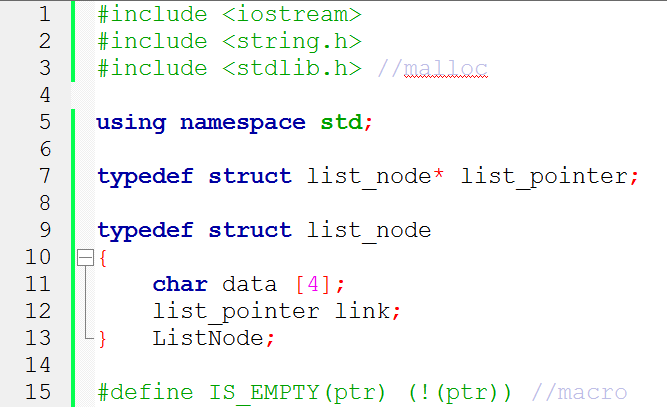 1 #include <iostream>
2 #include <string.h>
3 #include <stdlib.h> //malloc
4
5 using namespace std;
6
7 typedef struct list_node* list_pointer;
8
9 typedef struct list_node
10 {
11 char data [4];
12 list_pointer link;
13 } ListNode;
14
15 #define IS_EMPTY(ptr) (!(ptr)) //macro